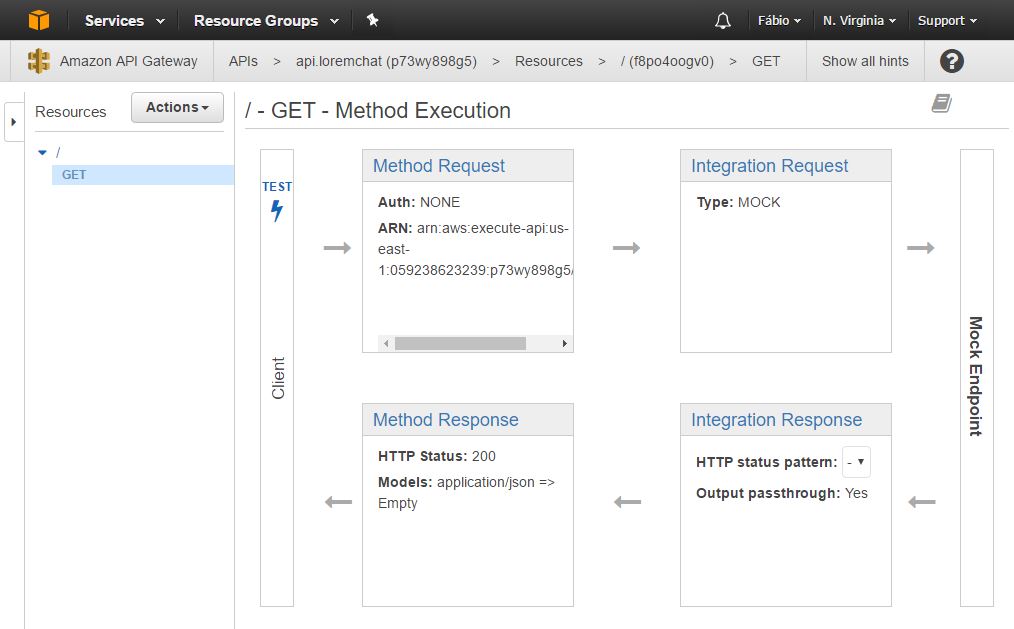 Services Resource Groups Fábio N. Virginia Support
Amazon API Gateway APIs > api.loremchat (p73wy898g5) > Resources > / (f8po4oogv0) > GET Show all hints ?
Resources Actions
/ - GET - Method Execution
/
GET
TEST
Client
Method Request
Auth: NONE
ARN: arn:aws:execute-api:us-
east-
1:059238623239:p73wy898g5/
Integration Request
Type: MOCK
Mock Endpoint
Method Response
HTTP Status: 200
Models: application/json =>
Empty
Integration Response
HTTP status pattern: -
Output passthrough: Yes